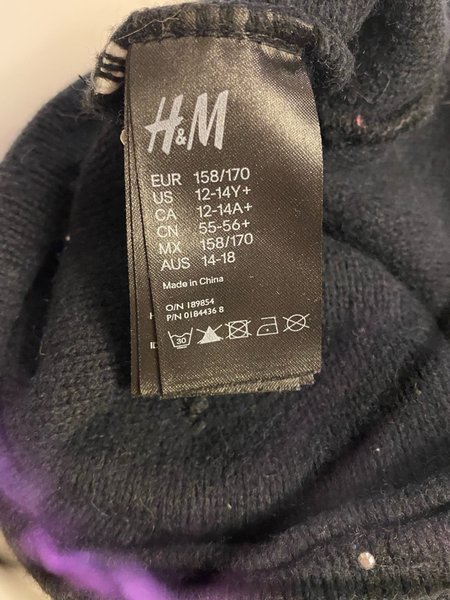 H&M
EUR 158/170
US 12-14Y+
CA 12-14A+
CN 55-56+
MX 158/170
AUS 14-18
Made in China
O/N 189854
P/N 0184436 8
30